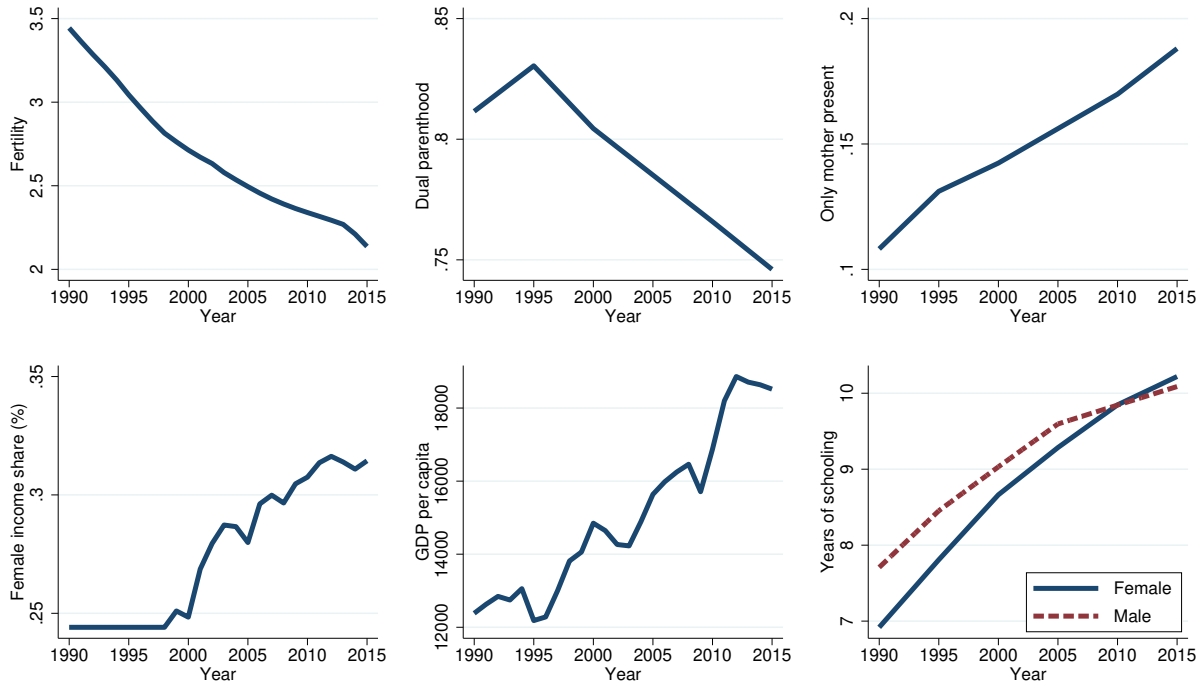 Fertility
3.5
3
2.5
2
1990 1995 2000 2005 2010 2015
Year
Dual parenthood
.85
.8
.75
1990 1995 2000 2005 2010 2015
Year
Only mother present
.2
.15
.1
1990 1995 2000 2005 2010 2015
Year
Female income share (%)
.35
.3
.25
1990 1995 2000 2005 2010 2015
Year
GDP per capita
18000
16000
14000
12000
1990 1995 2000 2005 2010 2015
Year
Years of schooling
10
9
8
7
Female
Male
1990 1995 2000 2005 2010 2015
Year